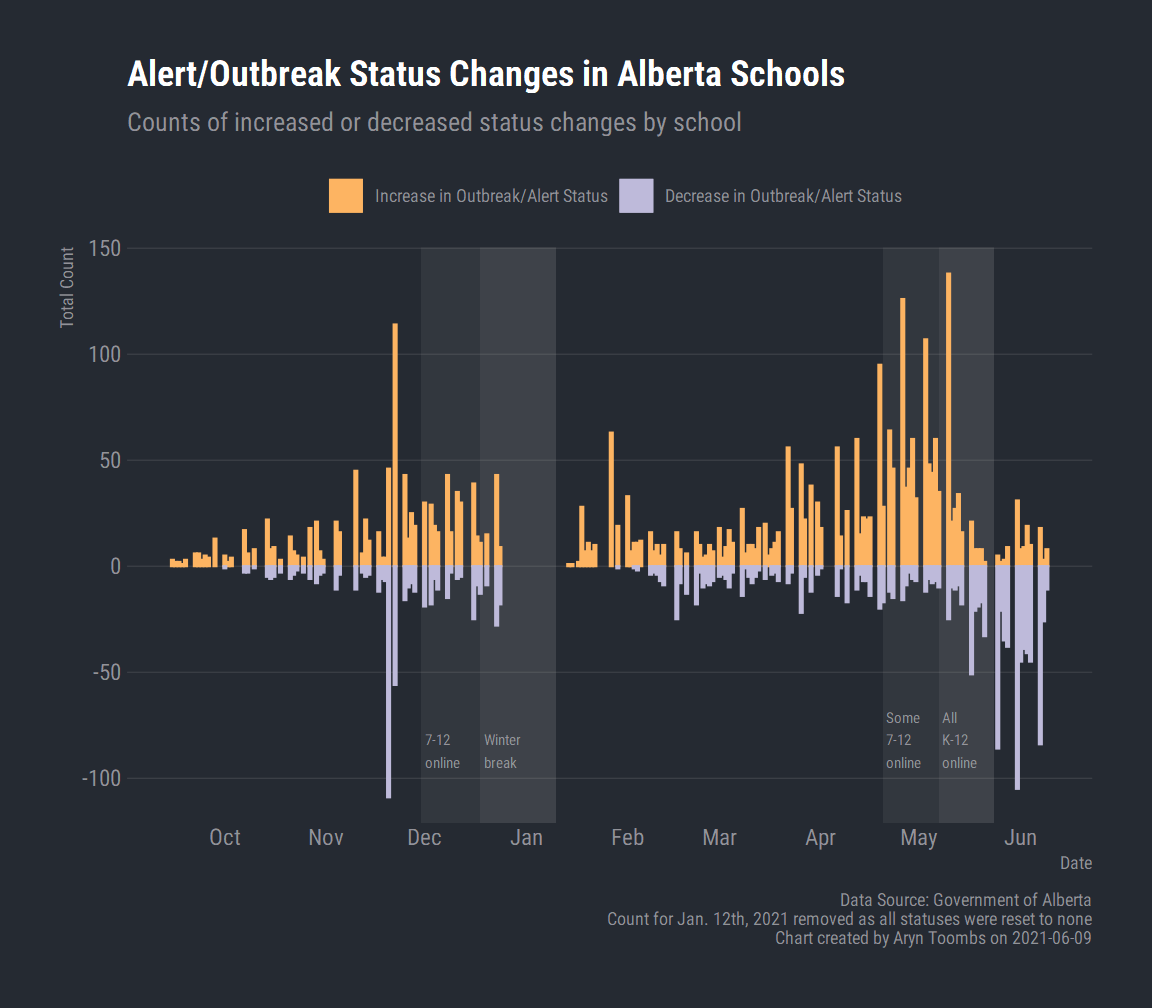 Alert/Outbreak Status Changes in Alberta Schools
Counts of increased or decreased status changes by school
Increase in Outbreak/Alert Status
Decrease in Outbreak/Alert Status
Total Count
150
100
50
0
-50
-100
7-12
online
Winter
break
Some
7-12
online
All
K-12
online
Oct
Nov
Dec
Jan
Feb
Mar
Apr
May
Jun
Date
Data Source: Government of Alberta
Count for Jan. 12th, 2021 removed as all statuses were reset to none
Chart created by Aryn Toombs on 2021-06-09